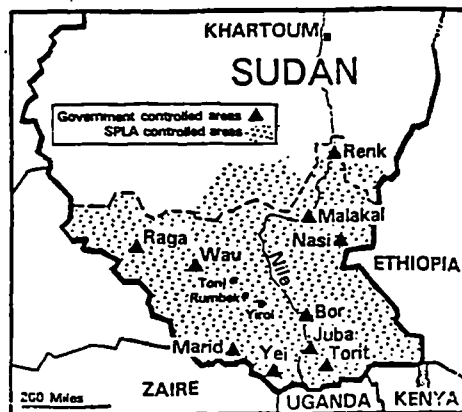 KHARTOUM
SUDAN
Government controlled areas
SPLA controlled areas
Renk
Malakal
Nasi
Raga
Wau
Nile
ETHIOPIA
Tonj
Rumbek
Yirol
Bor
Juba
Marid
Yei
Torit
200 Miles
ZAIRE
UGANDA
KENYA